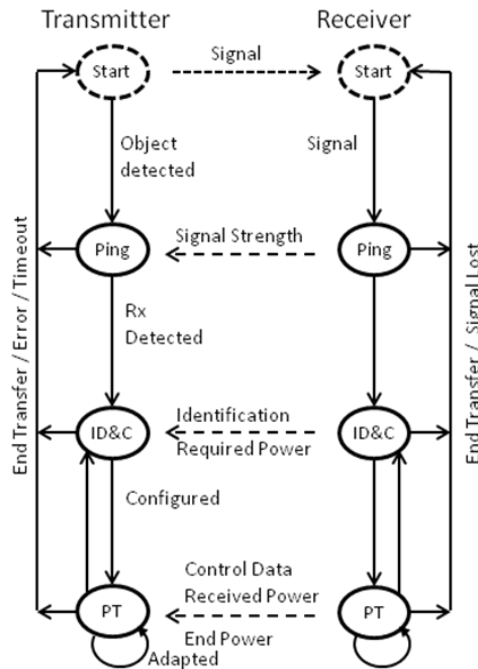 Transmitter
Receiver
Start
Signal
Start
Object
detected
Signal
Ping
Signal Strength
Ping
Rx
Detected
ID&C
Identification
Required Power
ID&C
Configured
PT
Control Data
Received Power
End Power
PT
Adapted
End Transfer / Error / Timeout
End Transfer / Signal Lost